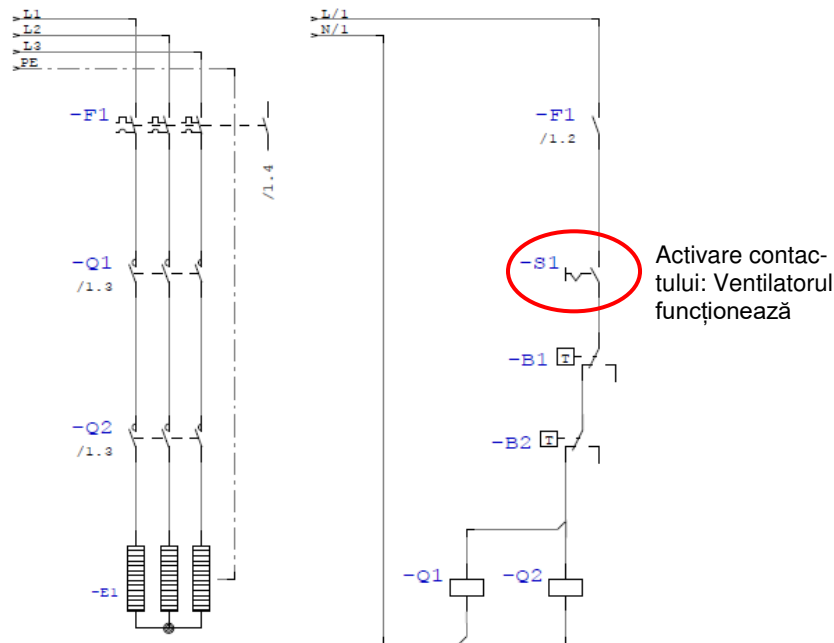 L1
L2
L3
PE
-F1
/1.4
-Q1
/1.3
-Q2
/1.3
-E1
L/1
N/1
-F1
/1.2
-S1
Activare contac-
tului: Ventilatorul
funcționează
-B1
T
-B2
T
-Q1
-Q2